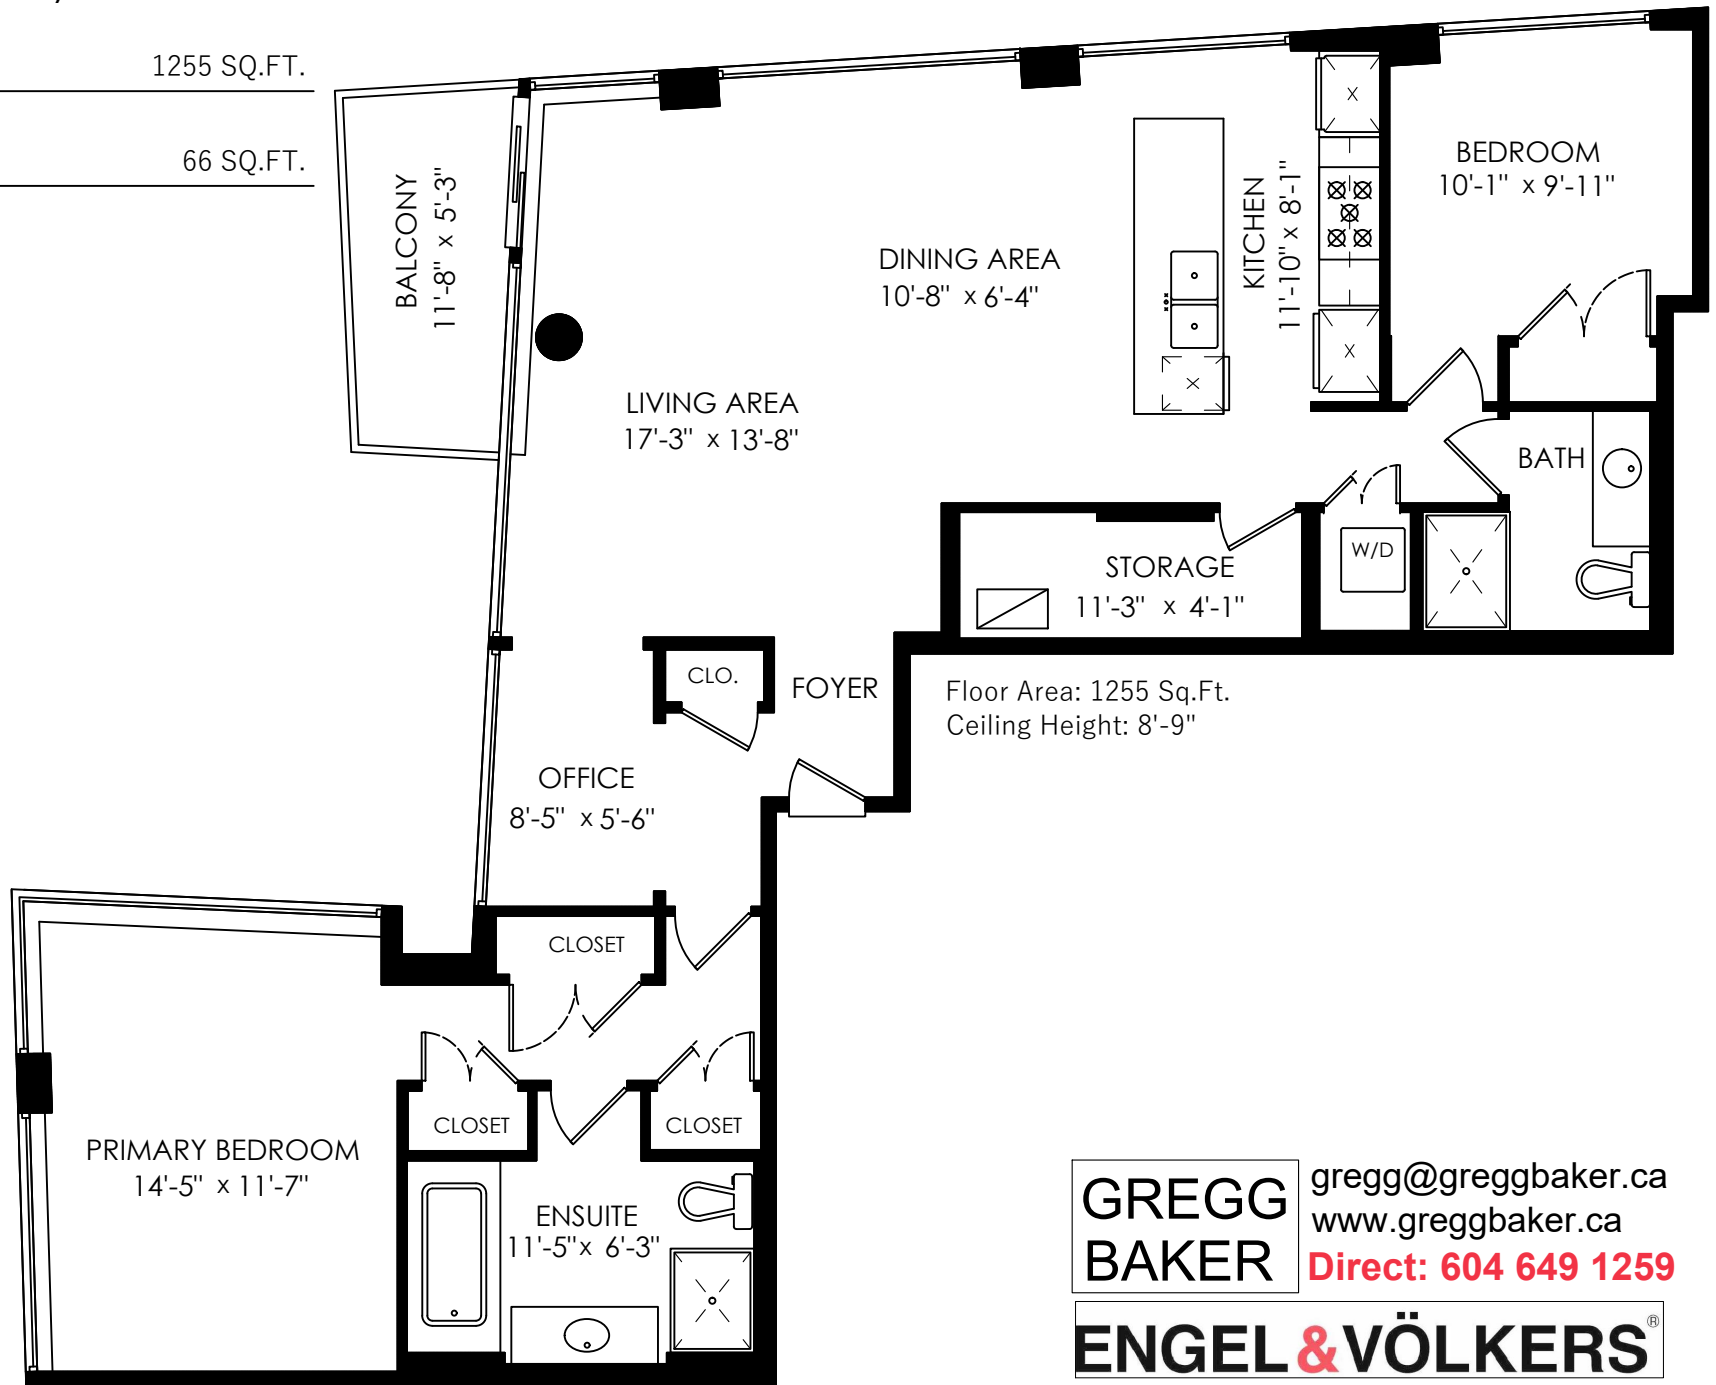 1255 SQ.FT.
66 SQ.FT.
BALCONY
11'-8" x 5'-3"
BEDROOM
10'-1" x 9'-11"
KITCHEN
11'-10" x 8'-1"
DINING AREA
10'-8" x 6'-4"
LIVING AREA
17'-3" x 13'-8"
BATH
W/D
STORAGE
11'-3" x 4'-1"
CLO.
FOYER
Floor Area: 1255 Sq.Ft.
Ceiling Height: 8'-9"
OFFICE
8'-5" x 5'-6"
CLOSET
CLOSET
CLOSET
PRIMARY BEDROOM
14'-5" x 11'-7"
ENSUITE
11'-5"x 6'-3"
GREGG
BAKER
gregg@greggbaker.ca
www.greggbaker.ca
Direct: 604 649 1259
ENGEL&VÖLKERS®